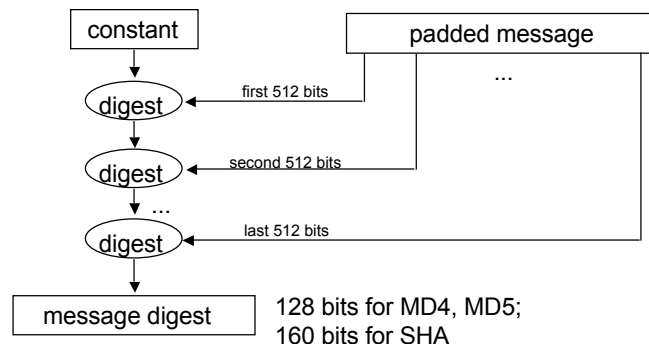 constant
padded message
...
first 512 bits
digest
second 512 bits
digest
...
last 512 bits
digest
message digest
128 bits for MD4, MD5;
160 bits for SHA